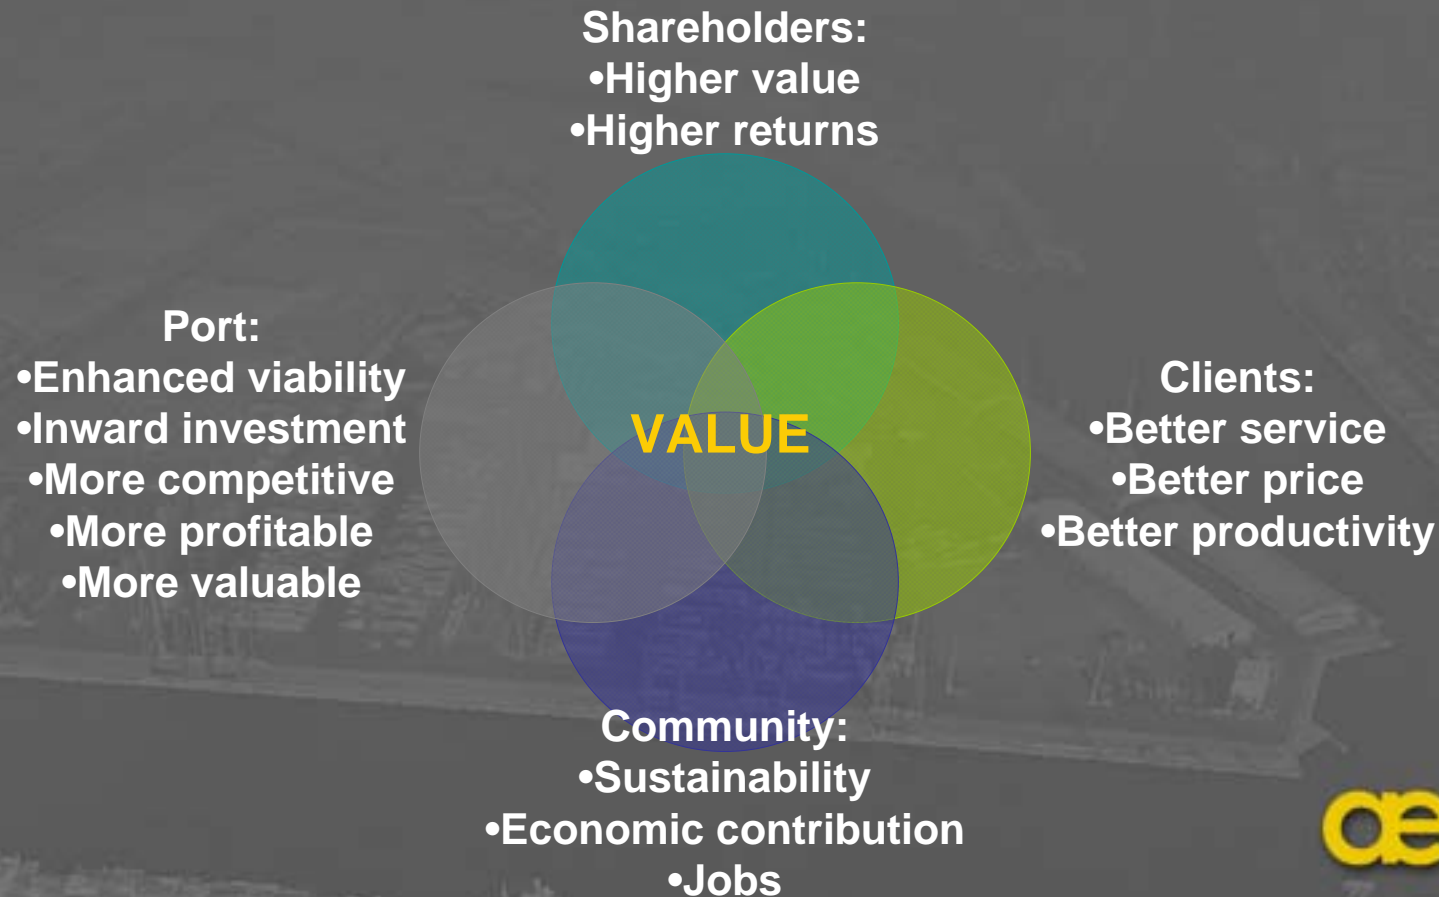 Shareholders:
•Higher value
•Higher returns
Port:
•Enhanced viability
•Inward investment
•More competitive
•More profitable
•More valuable
VALUE
Clients:
•Better service
•Better price
•Better productivity
Community:
•Sustainability
•Economic contribution
•Jobs
æ